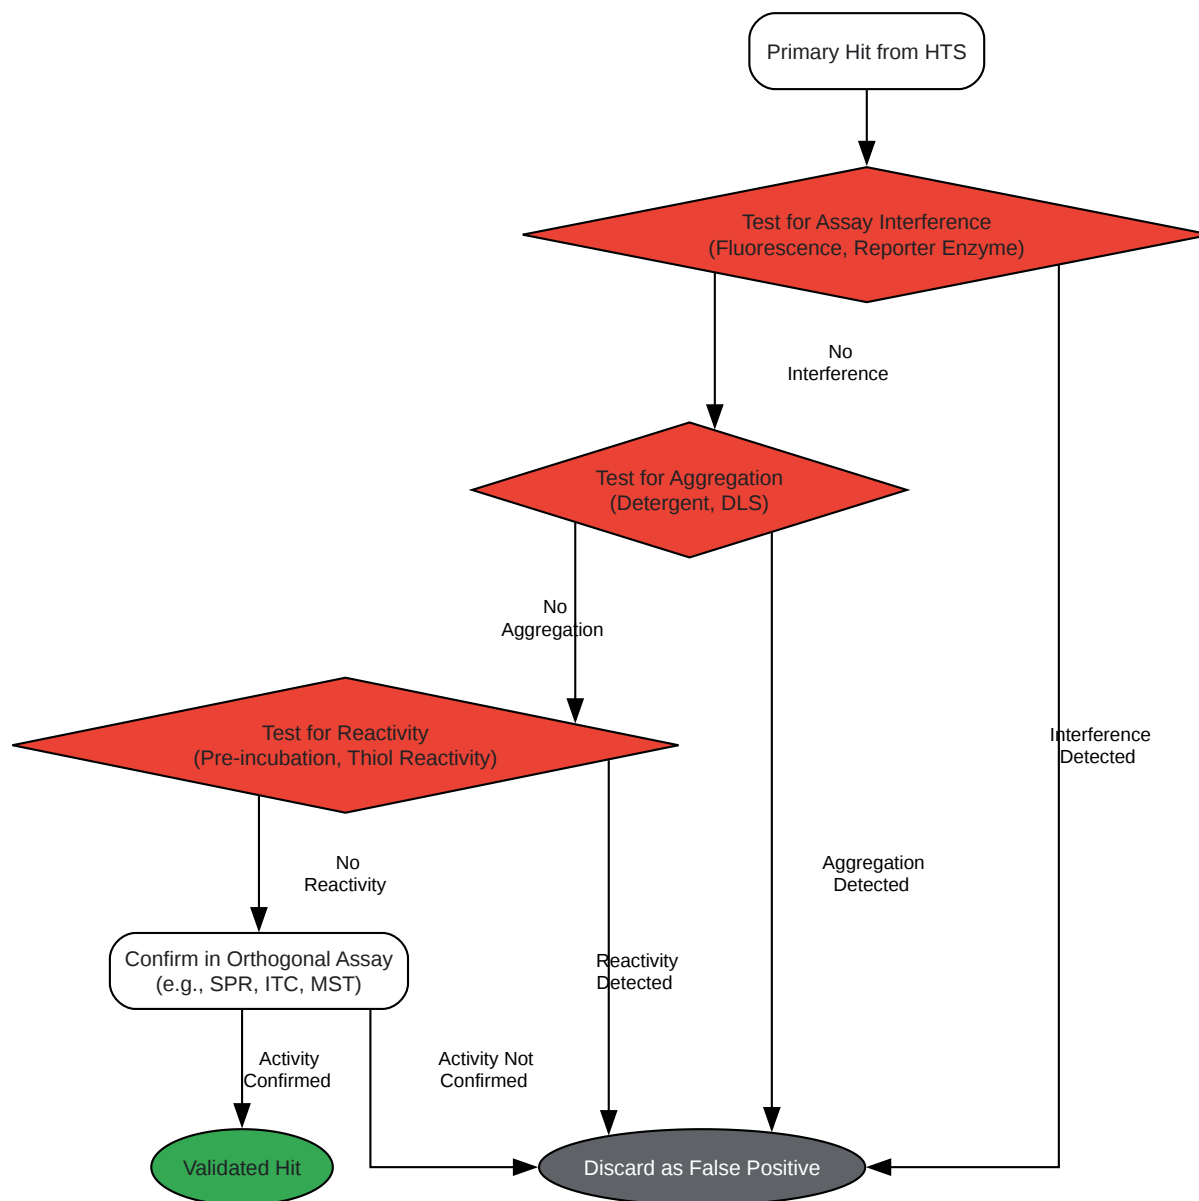 Primary Hit from HTS
Test for Assay Interference
(Fluorescence, Reporter Enzyme)
No
Interference
Test for Aggregation
(Detergent, DLS)
No
Aggregation
Test for Reactivity
(Pre-incubation, Thiol Reactivity)
Interference
Detected
No
Reactivity
Aggregation
Detected
Confirm in Orthogonal Assay
(e.g., SPR, ITC, MST)
Reactivity
Detected
Activity
Confirmed
Activity Not
Confirmed
Validated Hit
Discard as False Positive